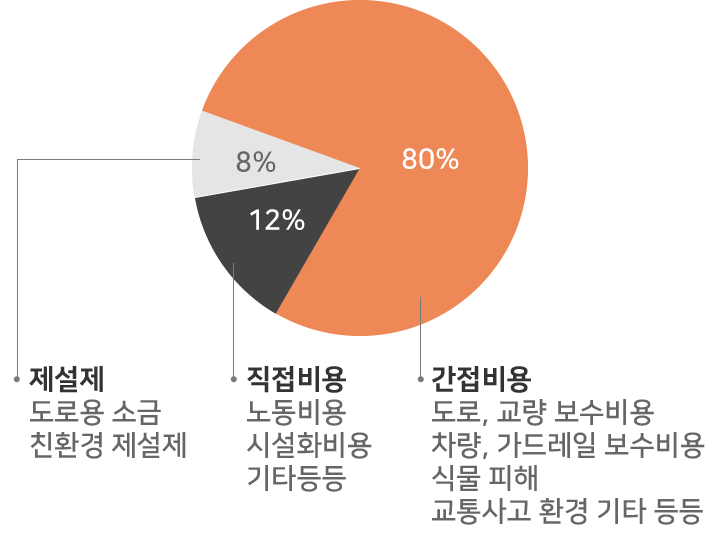 80%
8%
12%
제설제
도로용 소금
친환경 제설제
직접비용
노동비용
시설화비용
기타등등
간접비용
도로, 교량 보수비용
차량, 가드레일 보수비용
식물 피해
교통사고 환경 기타 등등